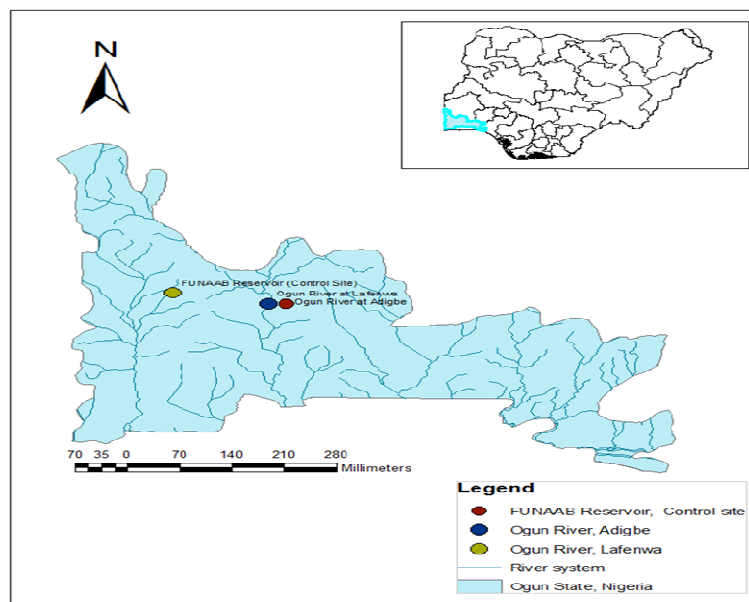 N
FUNAAB Reservoir (Control Site)
Ogun River at Lafenwa
Ogun River at Adigbe
70 35 0 70 140 210 280
Millimeters
Legend
FUNAAB Reservoir, Control site
Ogun River, Adigbe
Ogun River, Lafenwa
River system
Ogun State, Nigeria